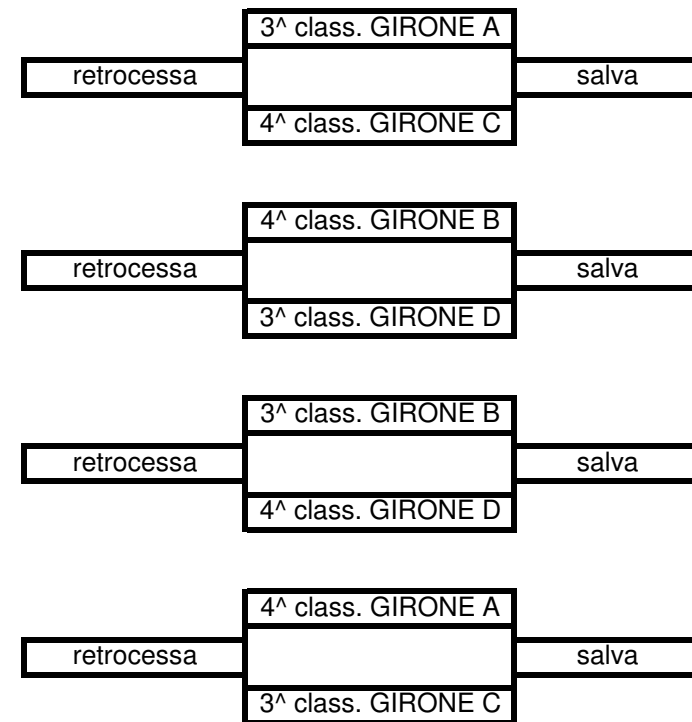 3^ class. GIRONE A
retrocessa
salva
4^ class. GIRONE C
4^ class. GIRONE B
retrocessa
salva
3^ class. GIRONE D
3^ class. GIRONE B
retrocessa
salva
4^ class. GIRONE D
4^ class. GIRONE A
retrocessa
salva
3^ class. GIRONE C